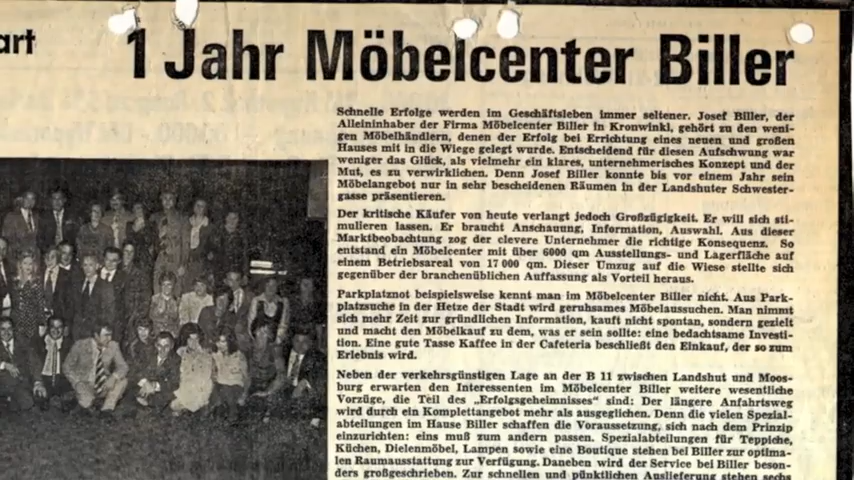 art
1 Jahr Möbelcenter Biller
Schnelle Erfolge werden im Geschäftsleben immer seltener. Josef Biller, der
Alleininhaber der Firma Möbelcenter Biller in Kronwinkl, gehört zu den weni-
gen Möbelhändlern, denen der Erfolg bei Errichtung eines neuen und großen
Hauses mit in die Wiege gelegt wurde. Entscheidend für diesen Aufschwung war
weniger das Glück, als vielmehr ein klares, unternehmerisches Konzept und der
Mut, es zu verwirklichen. Denn Josef Biller konnte bis vor einem Jahr sein
Möbelangebot nur in sehr bescheidenen Räumen in der Landshuter Schwester-
gasse präsentieren.
Der kritische Käufer von heute verlangt jedoch Großzügigkeit. Er will sich sti-
mulieren lassen. Er braucht Anschauung, Information, Auswahl. Aus dieser
Marktbeobachtung zog der clevere Unternehmer die richtige Konsequenz. So
entstand ein Möbelcenter mit über 6000 qm Ausstellungs- und Lagerfläche auf
einem Betriebsareal von 17 000 qm. Dieser Umzug auf die Wiese stellte sich
gegenüber der branchenüblichen Auffassung als Vorteil heraus.
Parkplatznot beispielsweise kennt man im Möbelcenter Biller nicht. Aus Park-
platzsuche in der Hetze der Stadt wird geruhsames Möbelaussuchen. Man nimmt
sich mehr Zeit zur gründlichen Information, kauft nicht spontan, sondern gezielt
und macht den Möbelkauf zu dem, was er sein sollte: eine bedachtsame Investi-
tion. Eine gute Tasse Kaffee in der Cafeteria beschließt den Einkauf, der so zum
Erlebnis wird.
Neben der verkehrsgünstigen Lage an der B 11 zwischen Landshut und Moos-
burg erwarten den Interessenten im Möbelcenter Biller weitere wesentliche
Vorzüge, die Teil des „Erfolgsgeheimnisses“ sind: Der längere Anfahrtsweg
wird durch ein Komplettangebot mehr als ausgeglichen. Denn die vielen Spezial-
abteilungen im Hause Biller schaffen die Voraussetzung, sich nach dem Prinzip
einzurichten: eins muß zum andern passen. Spezialabteilungen für Teppiche,
Küchen, Dielenmöbel, Lampen sowie eine Boutique stehen bei Biller zur optima-
len Raumausstattung zur Verfügung. Daneben wird der Service bei Biller beson-
ders großgeschrieben. Zur schnellen und pünktlichen Auslieferung stehen sechs